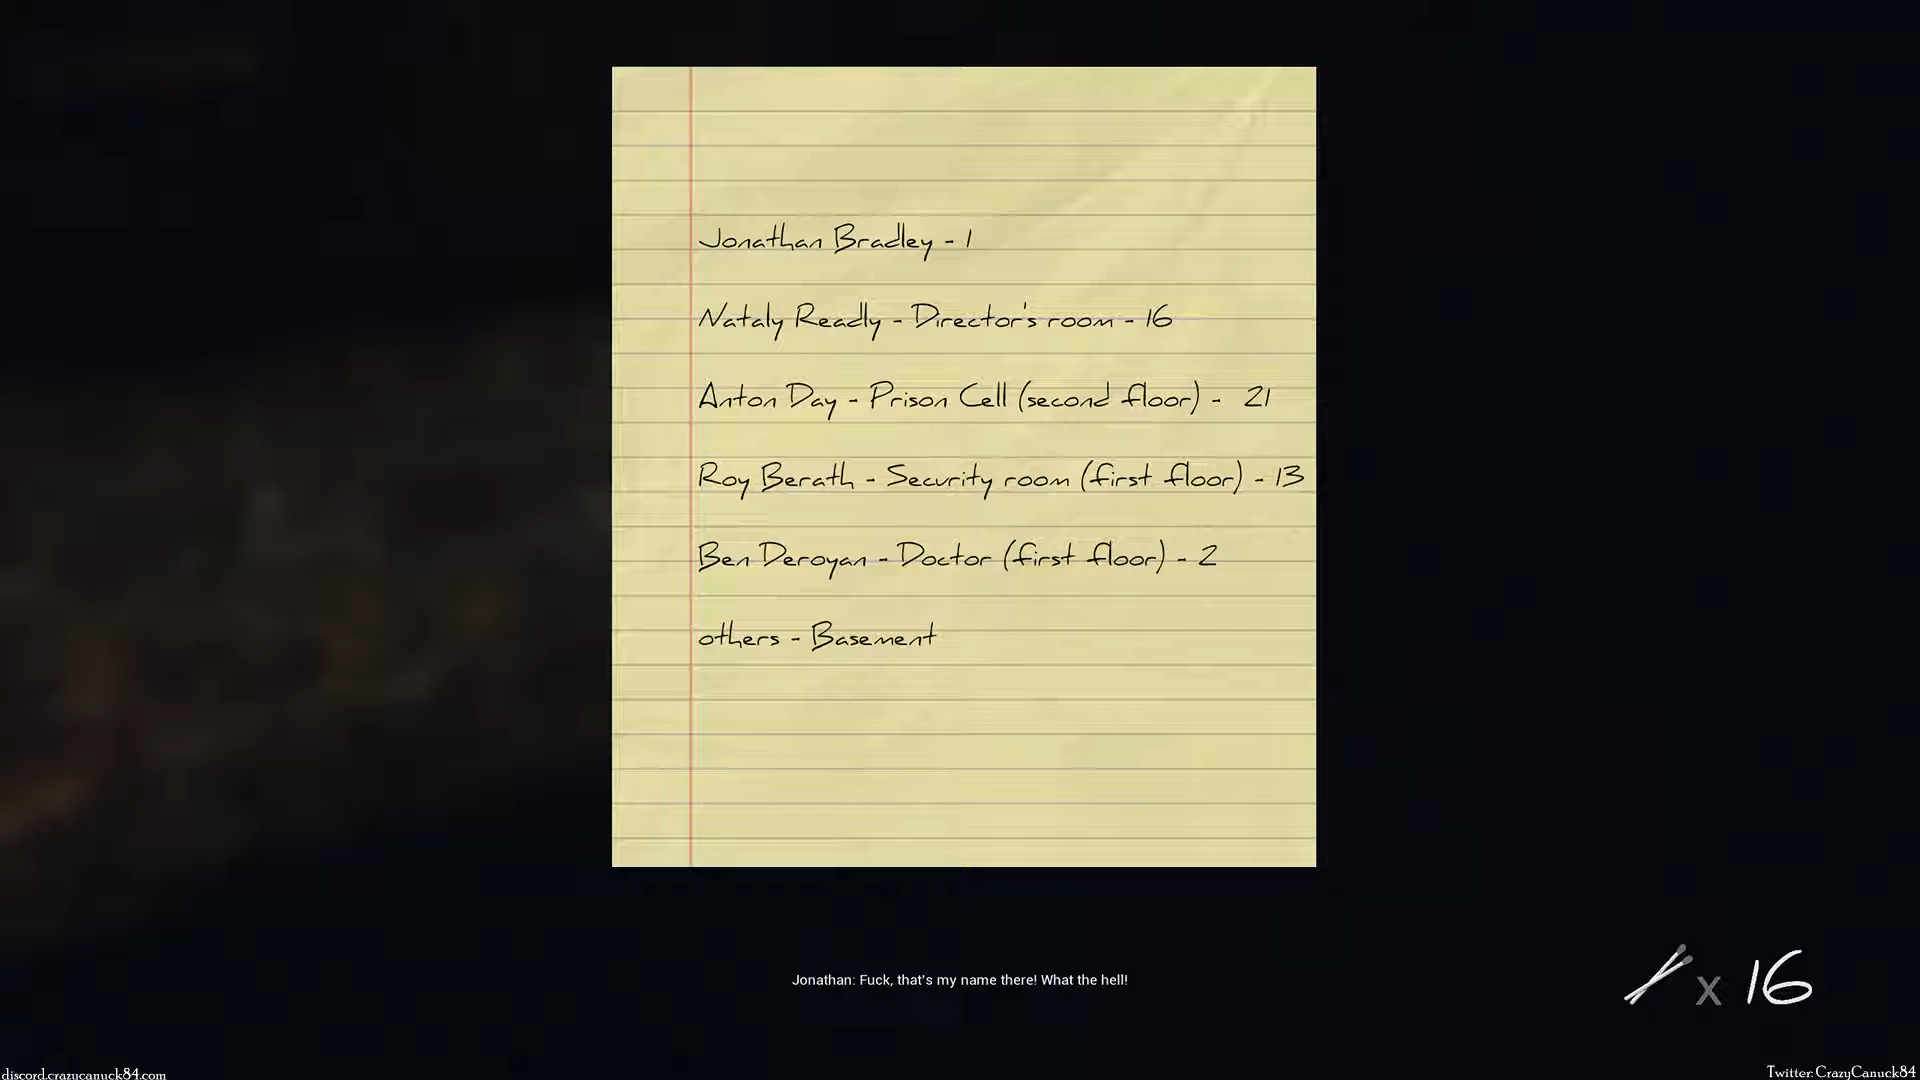 Jonathan Bradley - 1
Nataly Readly - Director's room - 16
Anton Day - Prison Cell (second floor) - 21
Roy Berath - Security room (first floor) - 13
Ben Deroyan - Doctor (first floor) - 2
others - Basement
Jonathan: Fuck, that's my name there! What the hell!
x 16
discord.crazycanuck84.com
Twitter:CrazyCanuck84